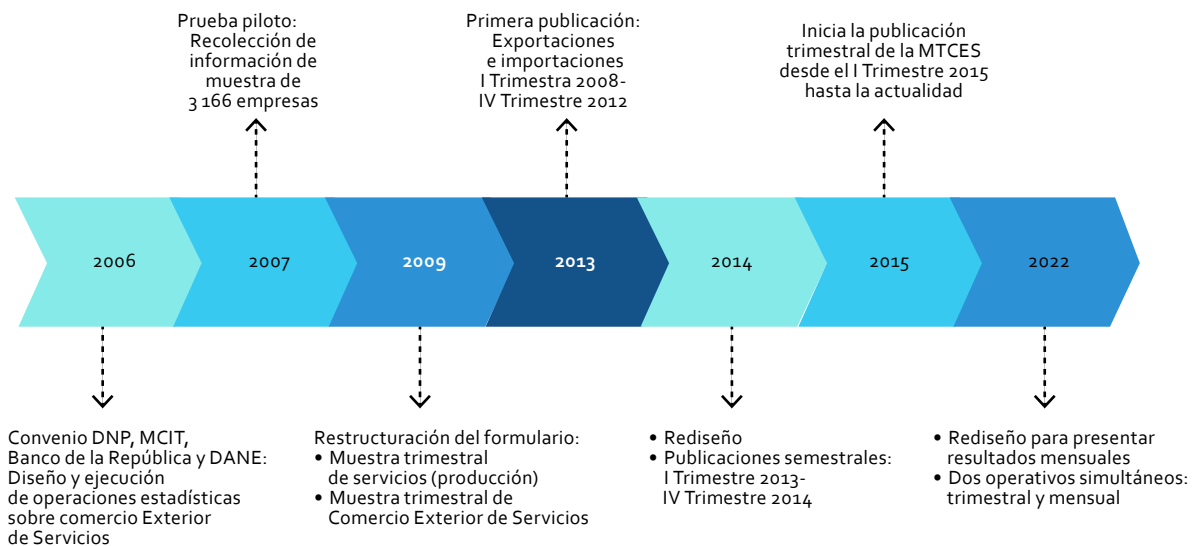 Prueba piloto:
Recolección de
información de
muestra de
3 166 empresas
Primera publicación:
Exportaciones
e importaciones
I Trimestra 2008-
IV Trimestre 2012
Inicia la publicación
trimestral de la MTCES
desde el I Trimestre 2015
hasta la actualidad
2006
2007
2009
2013
2014
2015
2022
Convenio DNP, MCIT,
Banco de la República y DANE:
Diseño y ejecución
de operaciones estadísticas
sobre comercio Exterior
de Servicios
Restructuración del formulario:
• Muestra trimestral
de servicios (producción)
• Muestra trimestral de
Comercio Exterior de Servicios
• Rediseño
• Publicaciones semestrales:
I Trimestre 2013-
IV Trimestre 2014
• Rediseño para presentar
resultados mensuales
• Dos operativos simultáneos:
trimestral y mensual